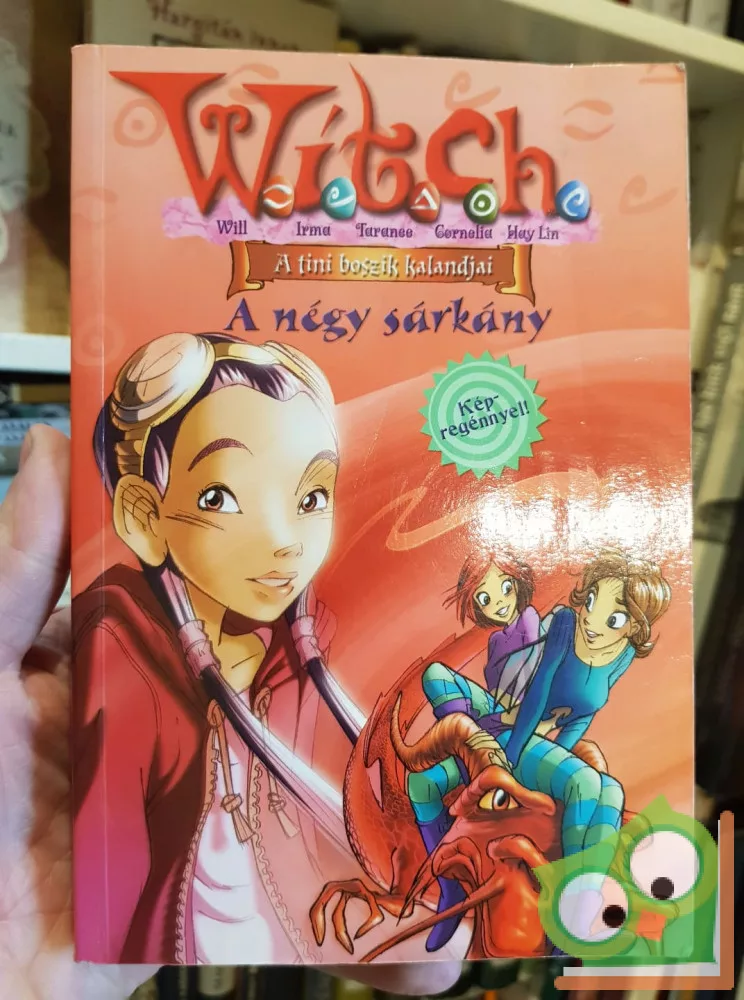 W.i.t.c.h.
Will Irma Taranee Cornelia Hay Lin
A tini boszik kalandjai
A négy sárkány
Kép-
regénnyel!